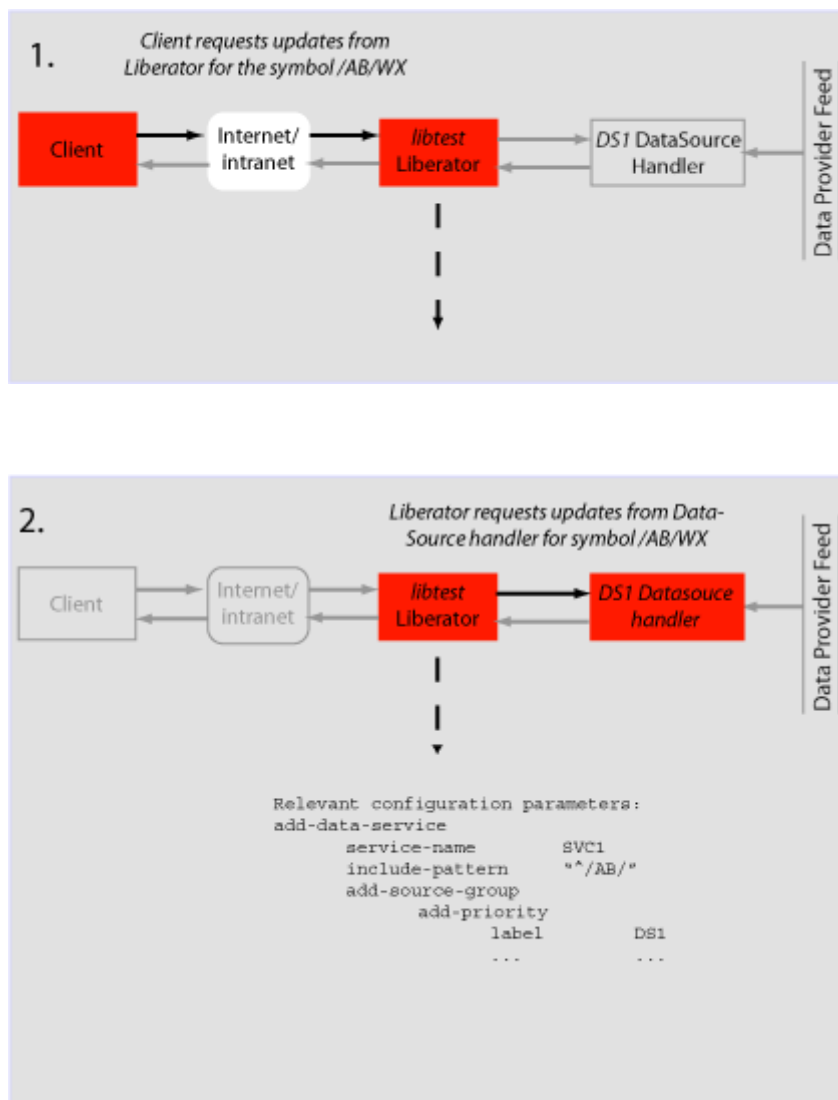 1.
Client requests updates from
Liberator for the symbol /AB/WX
Client
Internet/
intranet
libtest
Liberator
DS1 DataSource
Handler
Data Provider Feed
2.
Liberator requests updates from Data-
Source handler for symbol /AB/WX
Client
Internet/
intranet
libtest
Liberator
DS1 Datasouce
handler
Data Provider Feed
Relevant configuration parameters:
add-data-service
service-name SVC1
include-pattern "^/AB/"
add-source-group
add-priority
label DS1
... ...